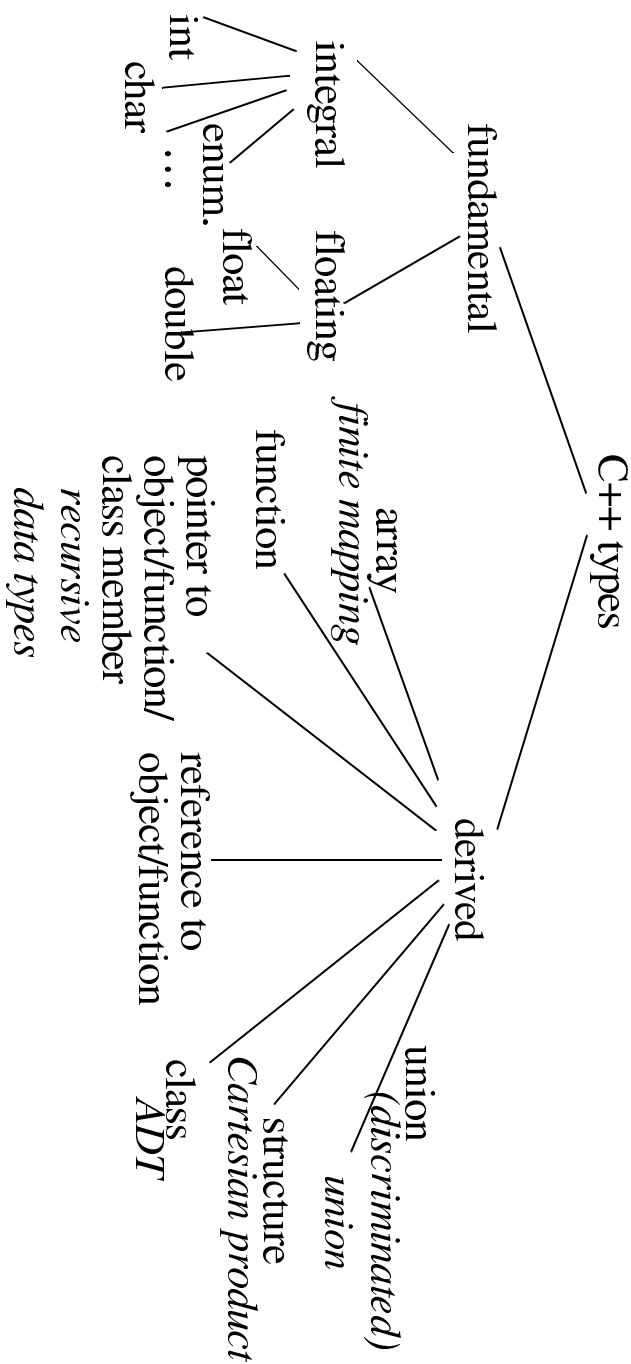 C++ types
fundamental
derived
integral
floating
int
char
...
enum.
float
double
array
finite mapping
function
pointer to
object/function/
class member
recursive
data types
reference to
object/function
class
ADT
structure
Cartesian product
union
(discriminated)
union